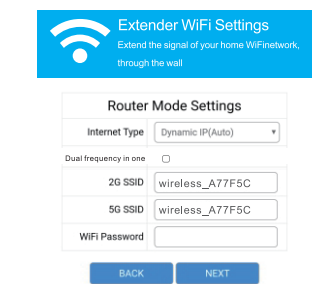 Extender WiFi Settings
Extend the signal of your home WiFinetwork,
through the wall
Router Mode Settings
Internet Type Dynamic IP(Auto)
Dual frequency in one
2G SSID wireless_A77F5C
5G SSID wireless_A77F5C
WiFi Password
BACK NEXT